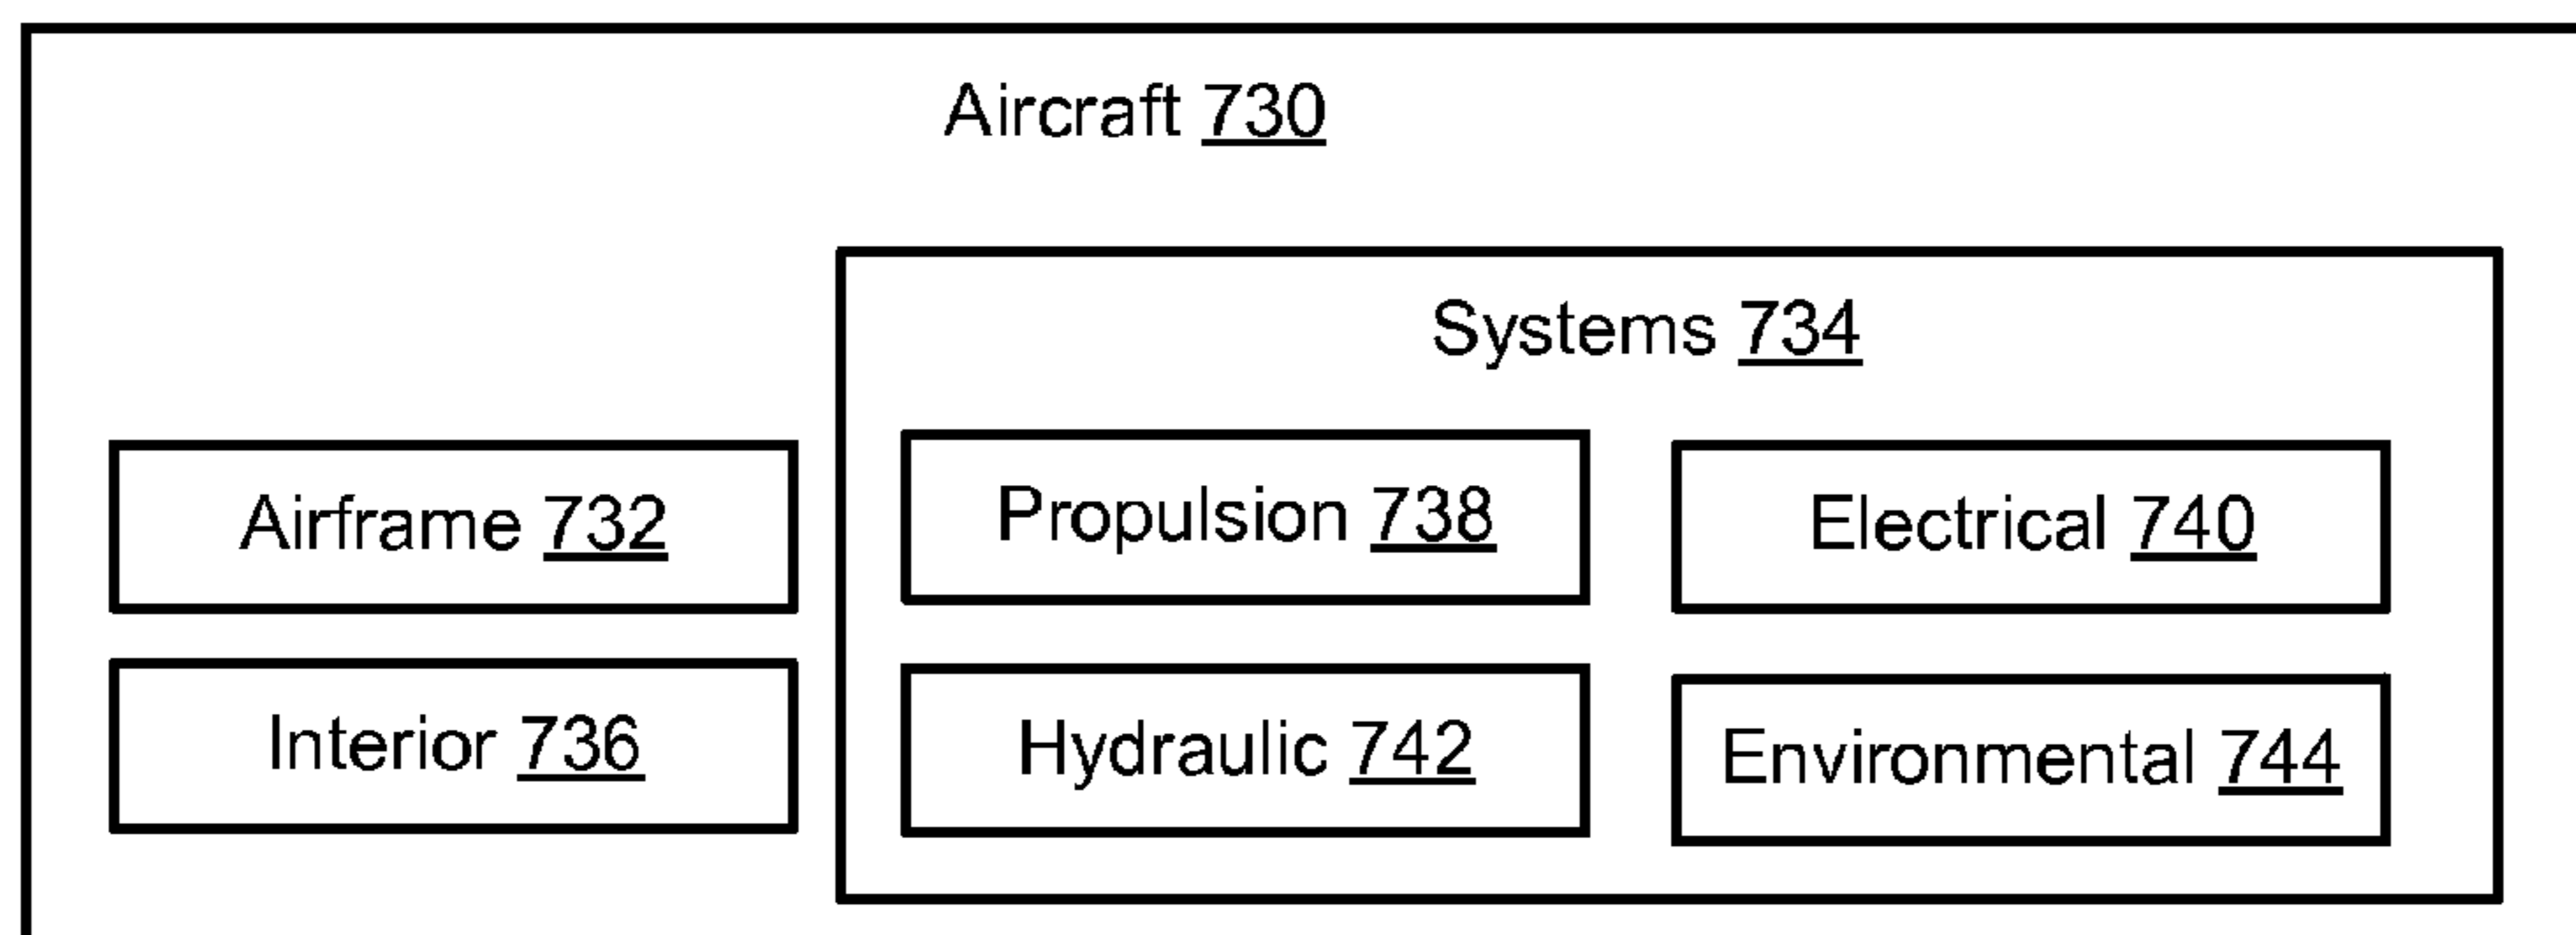 Aircraft 730
Systems 734
Airframe 732
Propulsion 738
Electrical 740
Interior 736
Hydraulic 742
Environmental 744